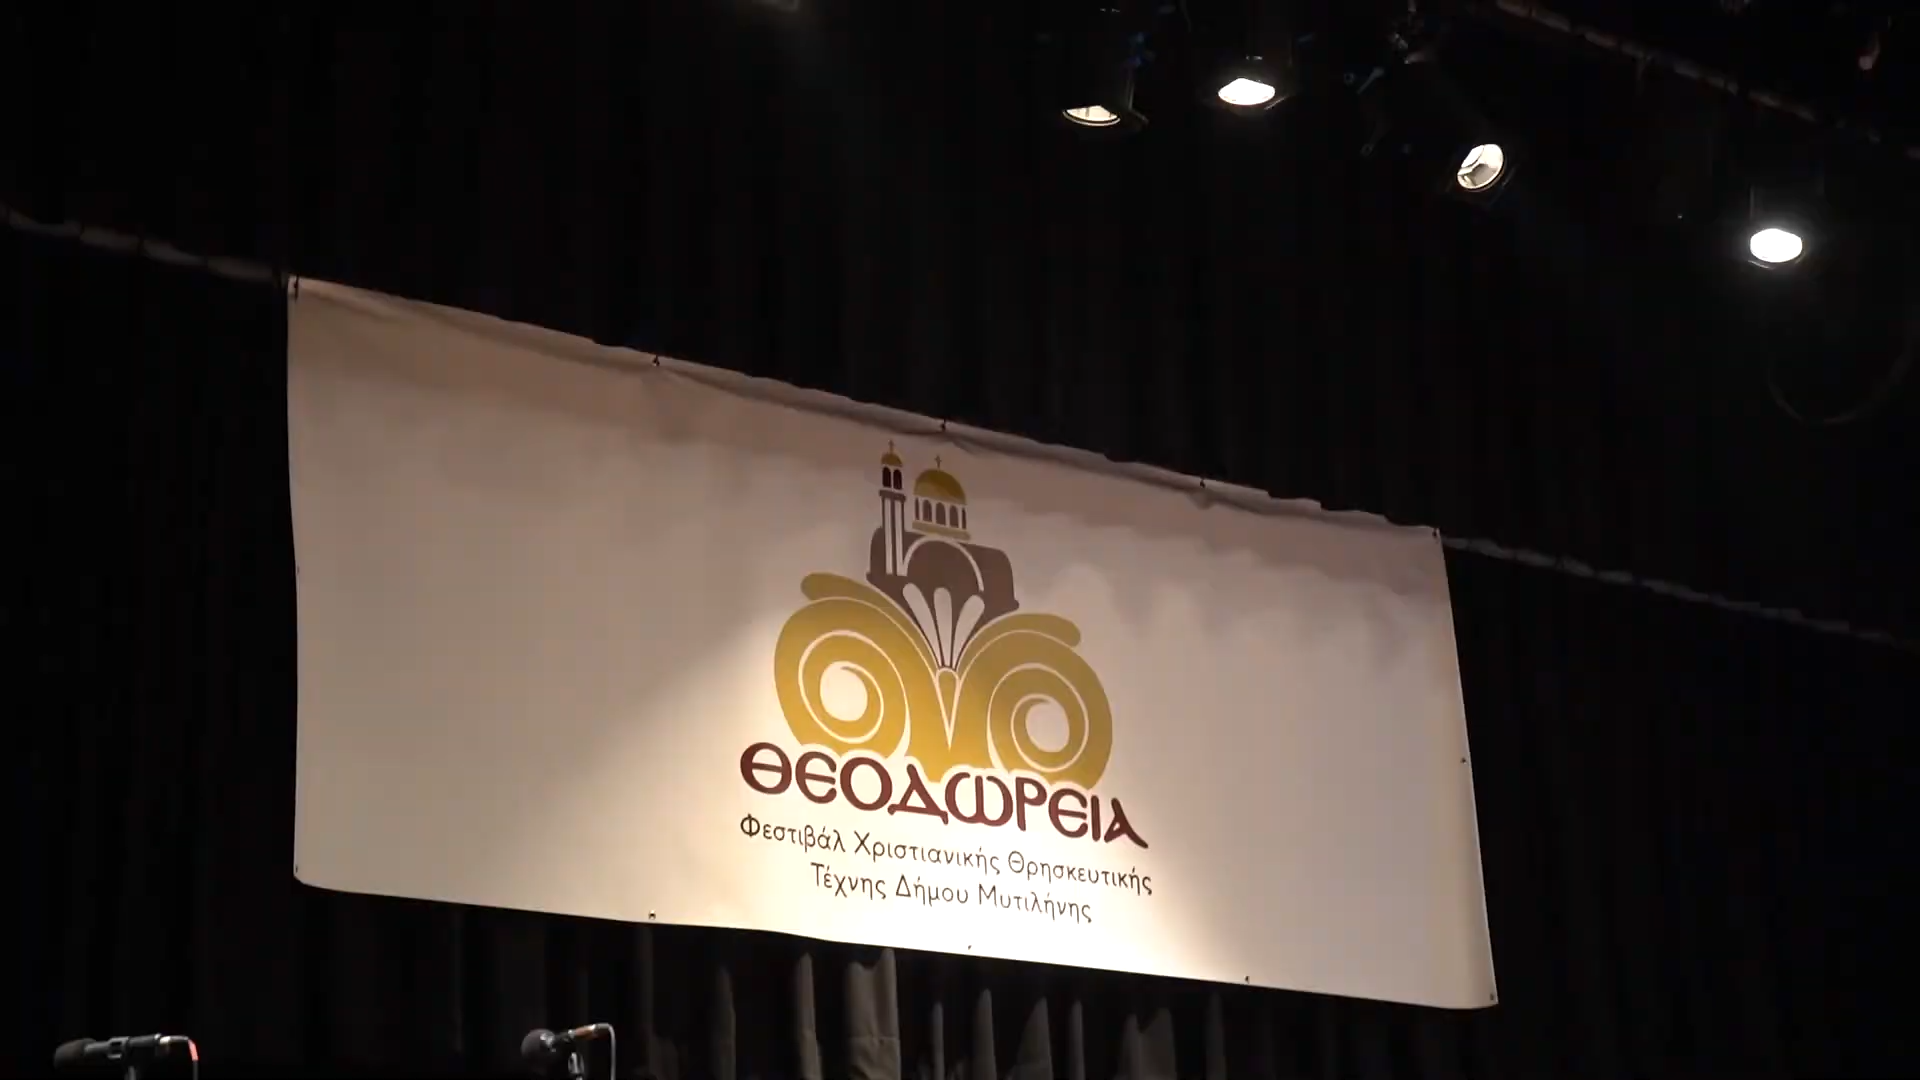 ΘΕΟΔΩΡΕΙΑ
Φεστιβάλ Χριστιανικής Θρησκευτικής
Τέχνης Δήμου Μυτιλήνης